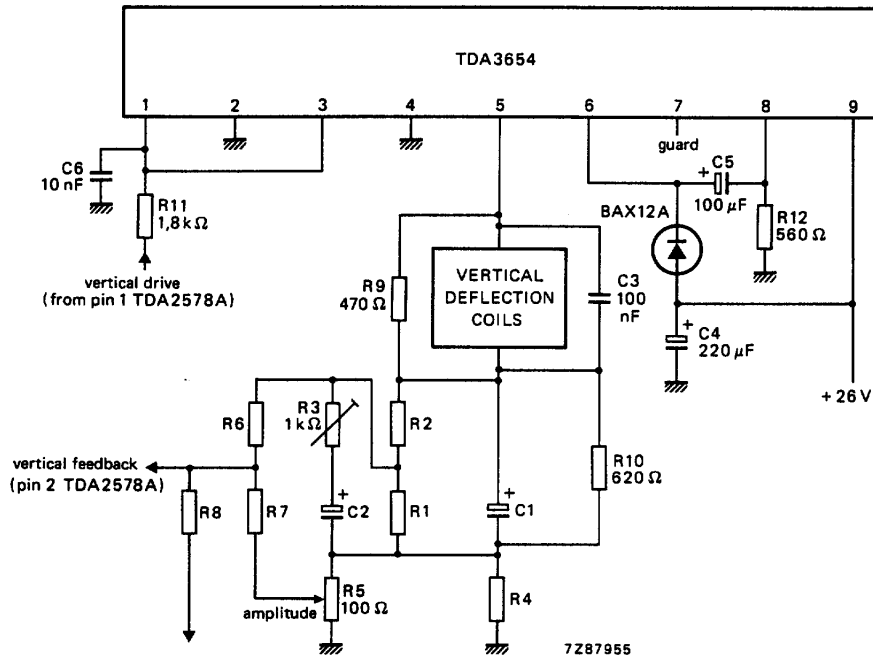 TDA3654
1 2 3 4 5 6 7 8 9
guard
C6
10 nF
R11
1,8 kΩ
vertical drive
(from pin 1 TDA2578A)
R9
470 Ω
VERTICAL
DEFLECTION
COILS
C3
100
nF
BAX12A
+ C5
100 µF
R12
560 Ω
+ C4
220 µF
+ 26 V
R6
R3
1 kΩ
R2
R10
620 Ω
vertical feedback
(pin 2 TDA2578A)
R8
R7
+
C2
R1
+
C1
amplitude
R5
100 Ω
R4
7Z87955